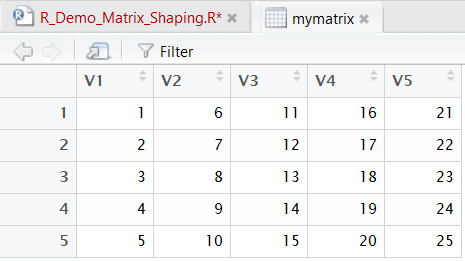 R_Demo_Matrix_Shaping.R* mymatrix
Filter
V1 V2 V3 V4 V5
1 1 6 11 16 21
2 2 7 12 17 22
3 3 8 13 18 23
4 4 9 14 19 24
5 5 10 15 20 25